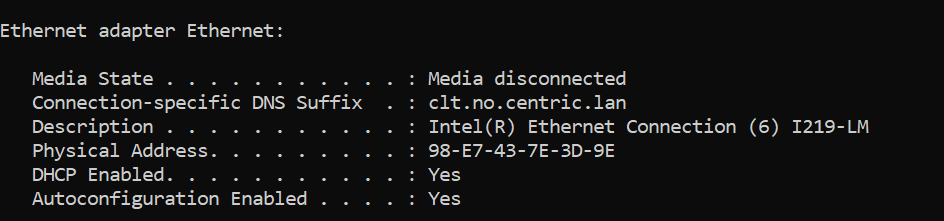 Ethernet adapter Ethernet:
Media State . . . . . . . . . . . : Media disconnected
Connection-specific DNS Suffix  . : clt.no.centric.lan
Description . . . . . . . . . . . : Intel(R) Ethernet Connection (6) I219-LM
Physical Address. . . . . . . . . : 98-E7-43-7E-3D-9E
DHCP Enabled. . . . . . . . . . . : Yes
Autoconfiguration Enabled . . . . : Yes